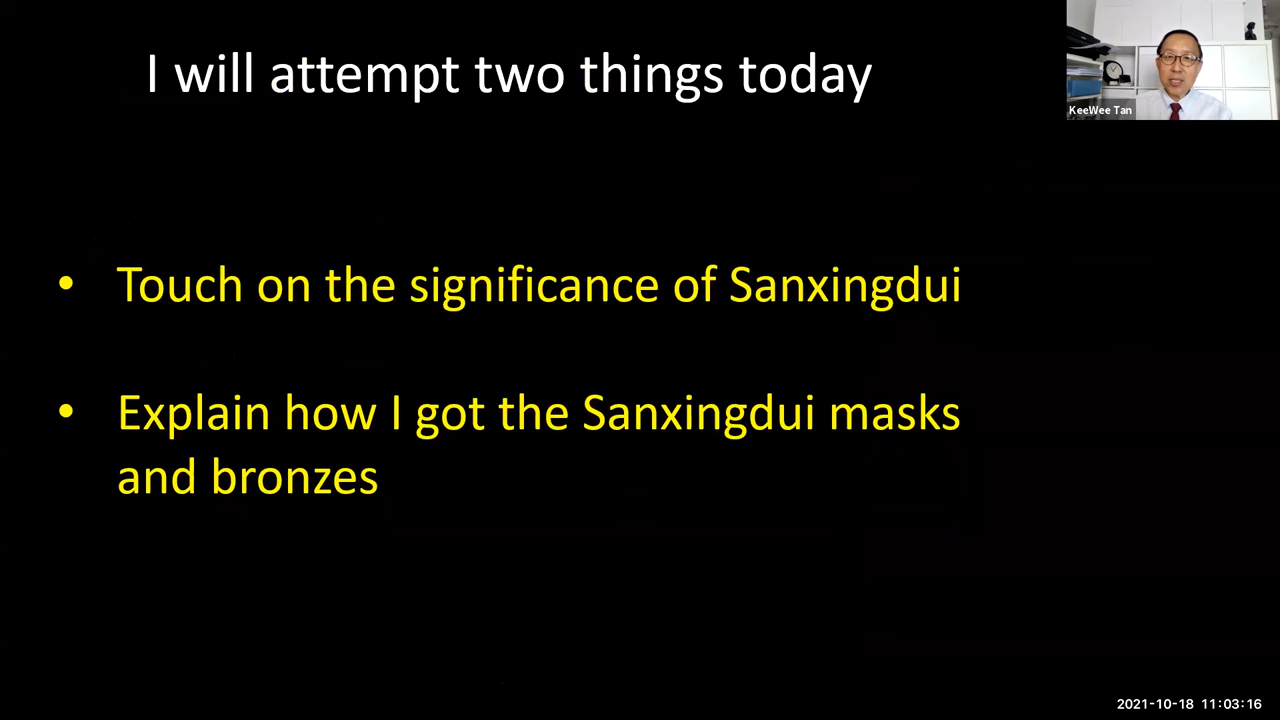 I will attempt two things today
KeeWee Tan
• Touch on the significance of Sanxingdui
• Explain how I got the Sanxingdui masks
and bronzes
2021-10-18 11:03:16